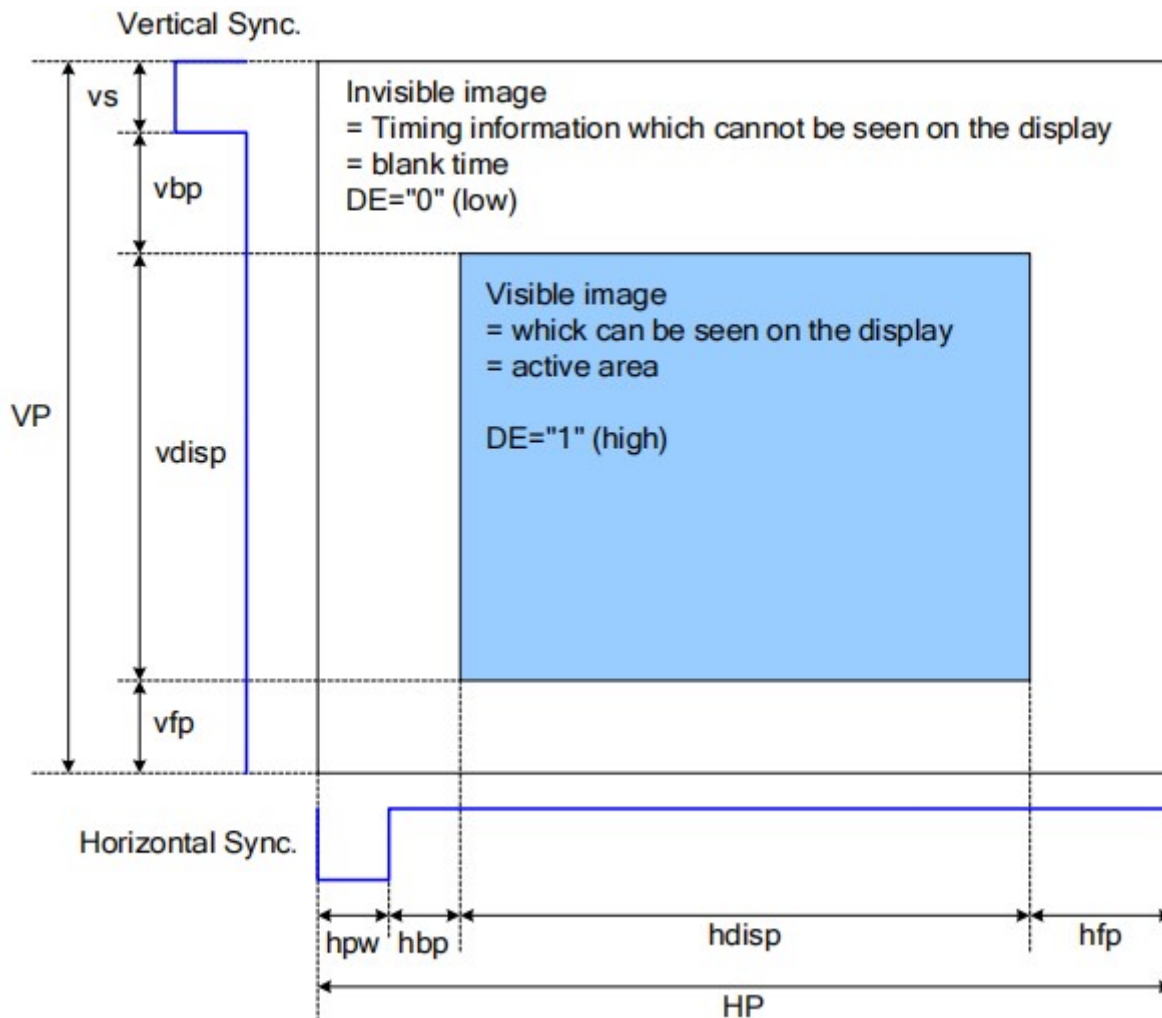 Vertical Sync.
vs
Invisible image
= Timing information which cannot be seen on the display
= blank time
DE="0" (low)
vbp
Visible image
= whick can be seen on the display
= active area
DE="1" (high)
VP
vdisp
vfp
Horizontal Sync.
hpw
hbp
hdisp
hfp
HP